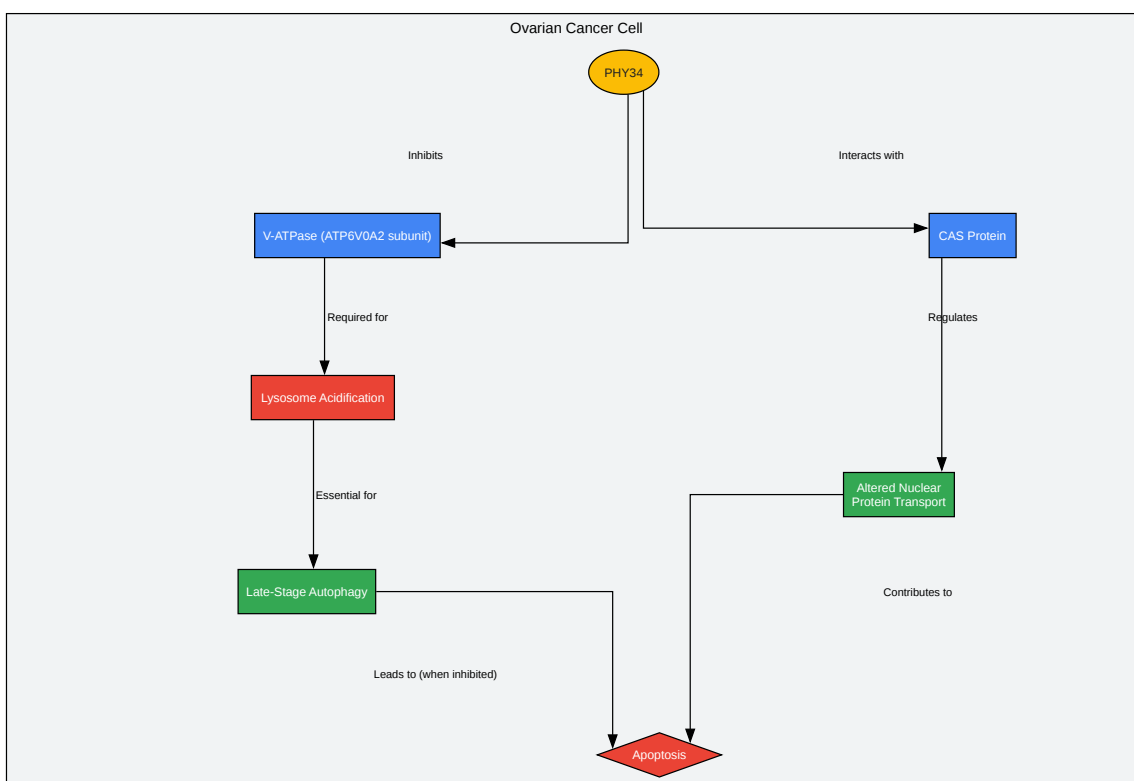 Ovarian Cancer Cell
PHY34
Inhibits
Interacts with
V-ATPase (ATP6V0A2 subunit)
CAS Protein
Required for
Regulates
Lysosome Acidification
Essential for
Altered Nuclear
Protein Transport
Late-Stage Autophagy
Contributes to
Leads to (when inhibited)
Apoptosis